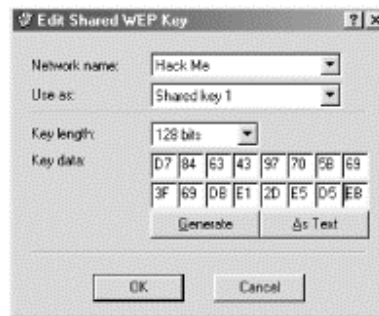 Edit Shared WEP Key
Network name: Hack Me
Use as: Shared key 1
Key length: 128 bits
Key data: D7 84 63 43 97 70 5B 69
3F 69 DB E1 2D E5 D5 EB
Generate As Text
OK Cancel